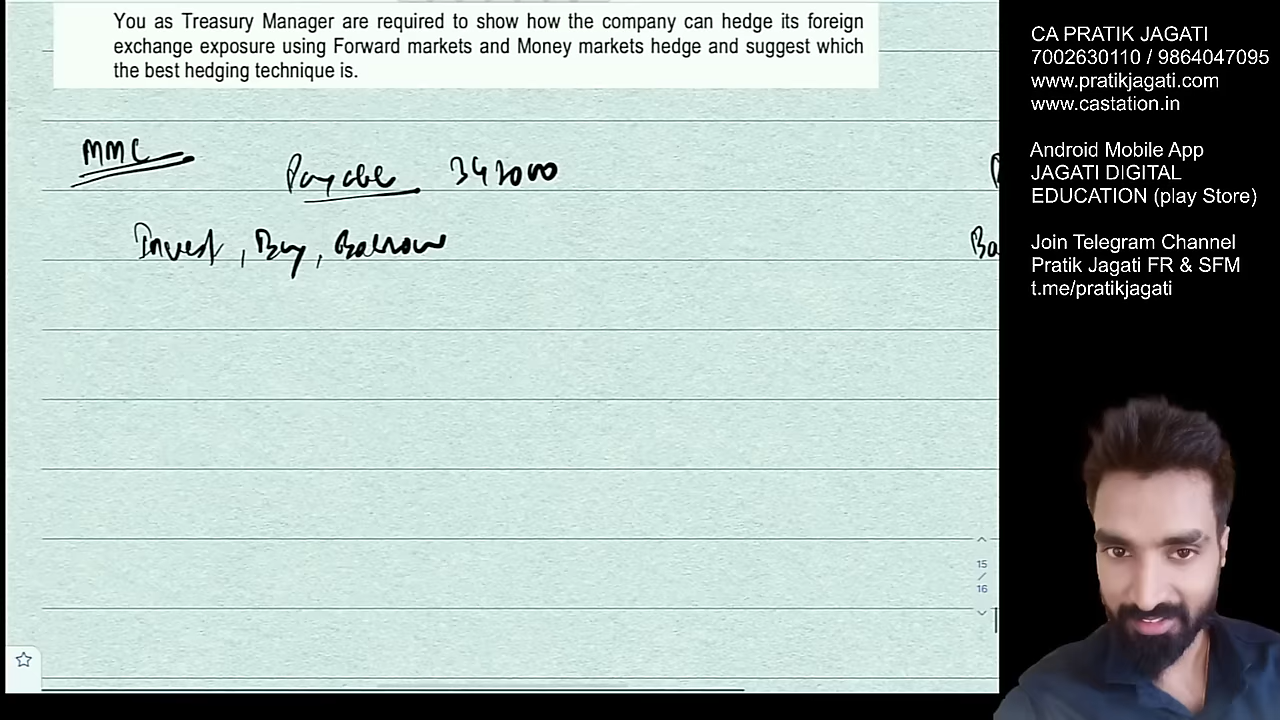 You as Treasury Manager are required to show how the company can hedge its foreign
exchange exposure using Forward markets and Money markets hedge and suggest which
the best hedging technique is.
MMC
Payable 343000
Invest, Buy, Borrow
Bo
15
/
16
CA PRATIK JAGATI
7002630110 / 9864047095
www.pratikjagati.com
www.castation.in
Android Mobile App
JAGATI DIGITAL
EDUCATION (play Store)
Join Telegram Channel
Pratik Jagati FR & SFM
t.me/pratikjagati